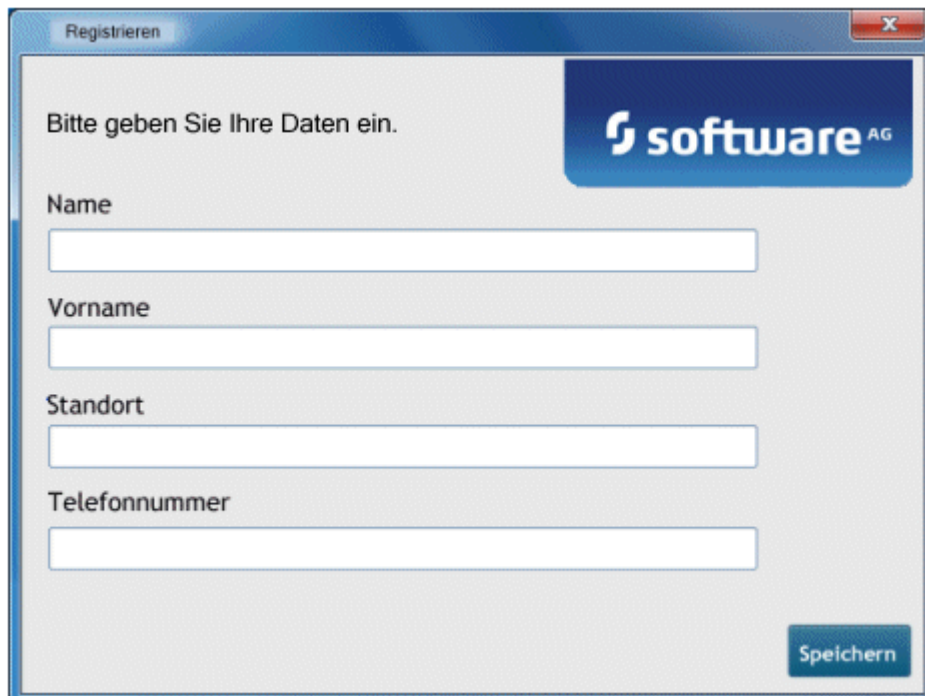 Registrieren
Bitte geben Sie Ihre Daten ein.
software AG
Name
Vorname
Standort
Telefonnummer
Speichern